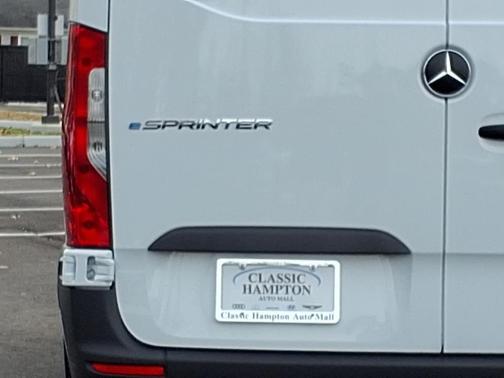 eSPRINTER
CLASSIC
HAMPTON
AUTO MALL
Classic Hampton Auto Mall